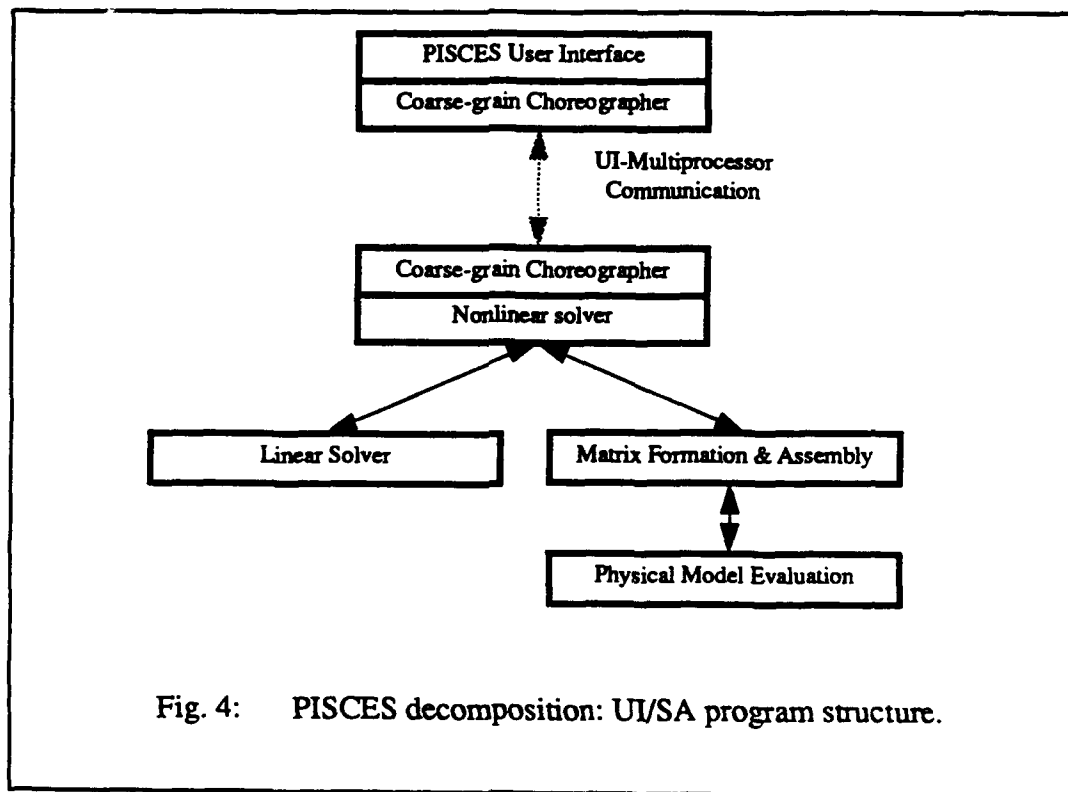 PISCES User Interface
Coarse-grain Choreographer
UI-Multiprocessor
Communication
Coarse-grain Choreographer
Nonlinear solver
Linear Solver
Matrix Formation & Assembly
Physical Model Evaluation
Fig. 4: PISCES decomposition: UI/SA program structure.